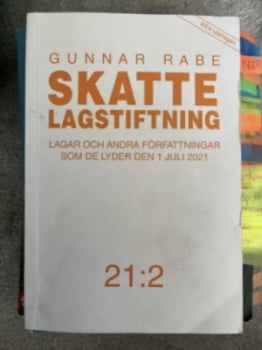 GUNNAR RABE
SKATTE
LAGSTIFTNING
LAGAR OCH ANDRA FÖRFATTNINGAR
SOM DE LYDER DEN 1 JULI 2021
21:2